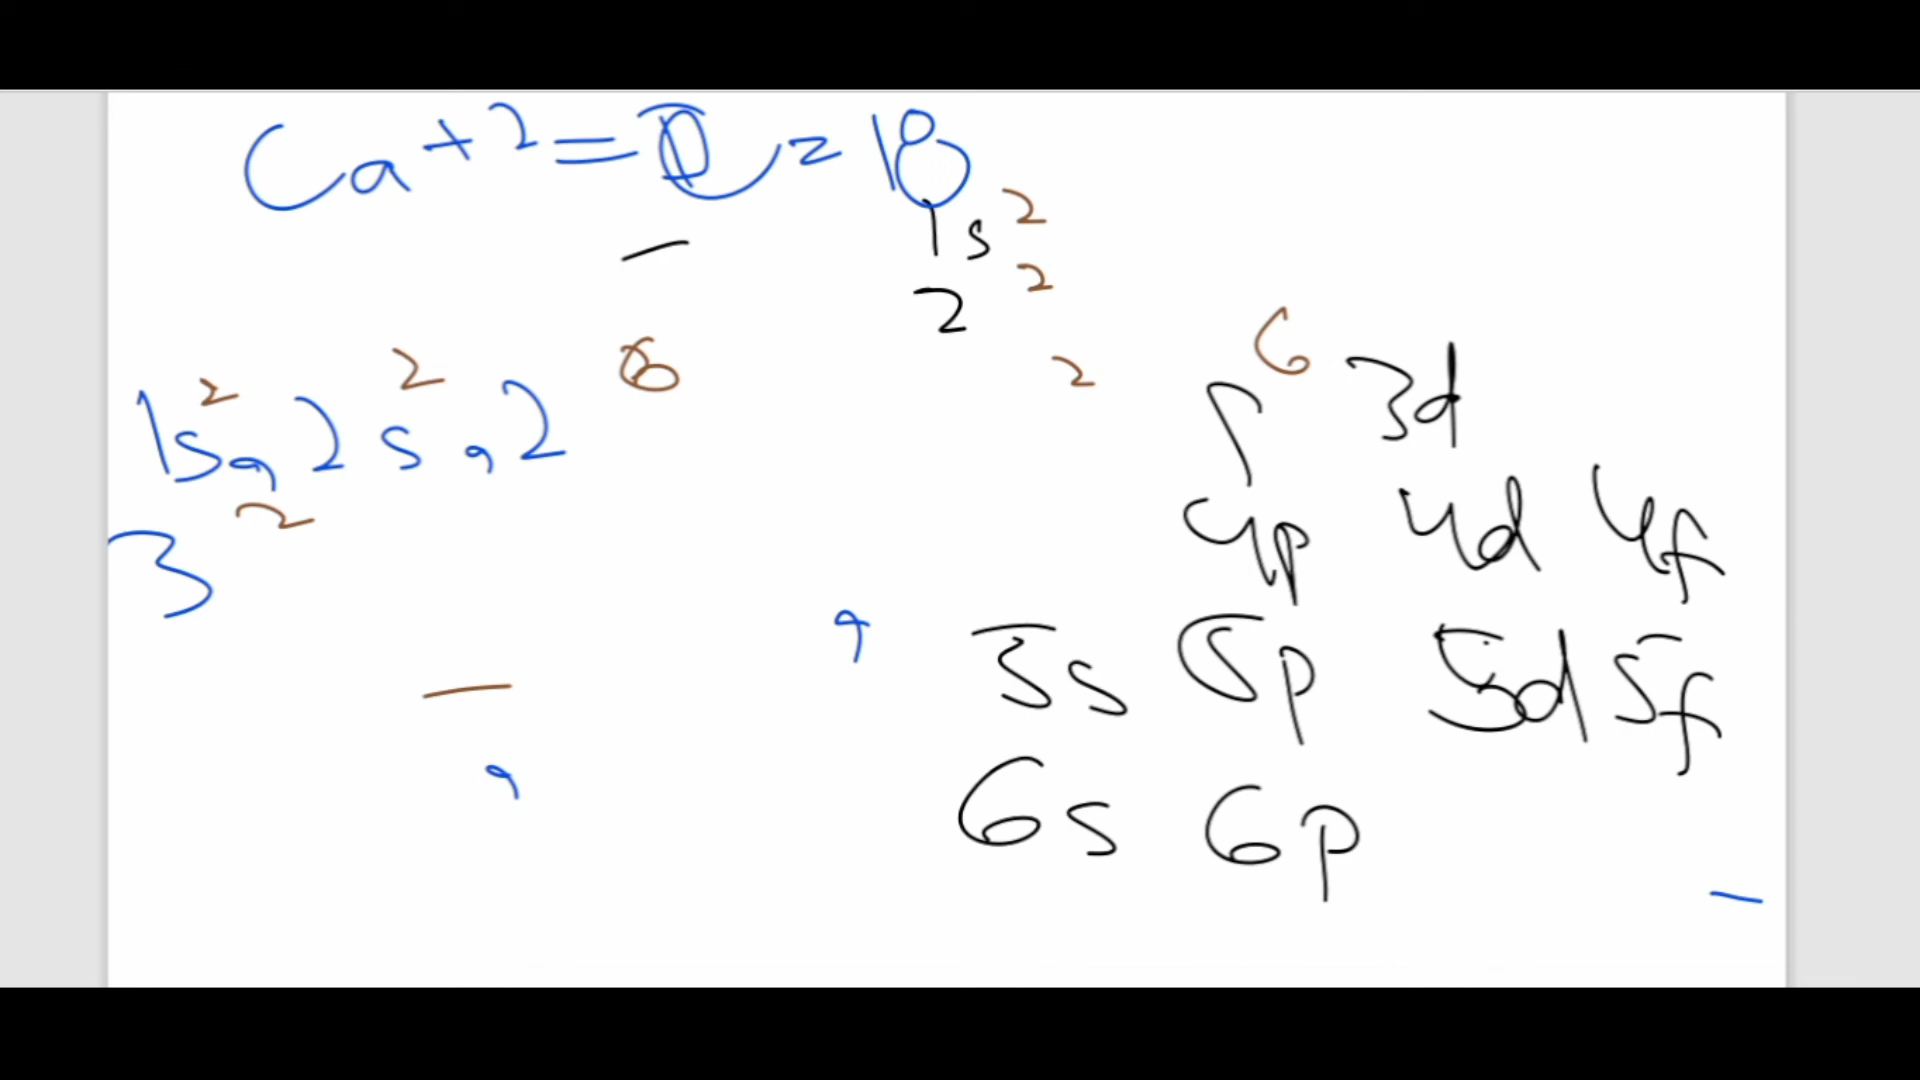 Ca+2 = = 18
1s2
2 2
1s2, 2s2, 2 6
2 6 3d
4p 4d 4f
3 2
5s 5p 5d 5f
6s 6p